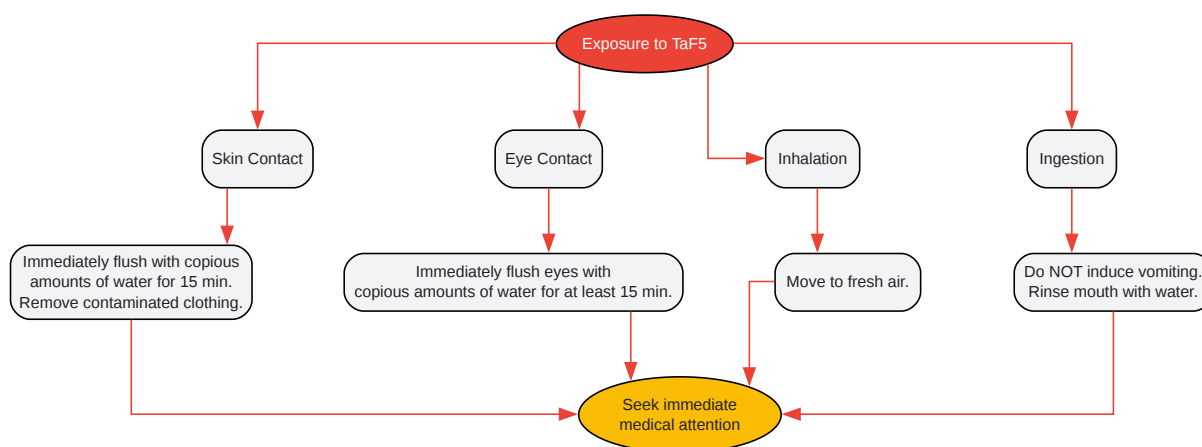 Exposure to TaF5
Skin Contact
Eye Contact
Inhalation
Ingestion
Immediately flush with copious
amounts of water for 15 min.
Remove contaminated clothing.
Immediately flush eyes with
copious amounts of water for at least 15 min.
Move to fresh air.
Do NOT induce vomiting.
Rinse mouth with water.
Seek immediate
medical attention